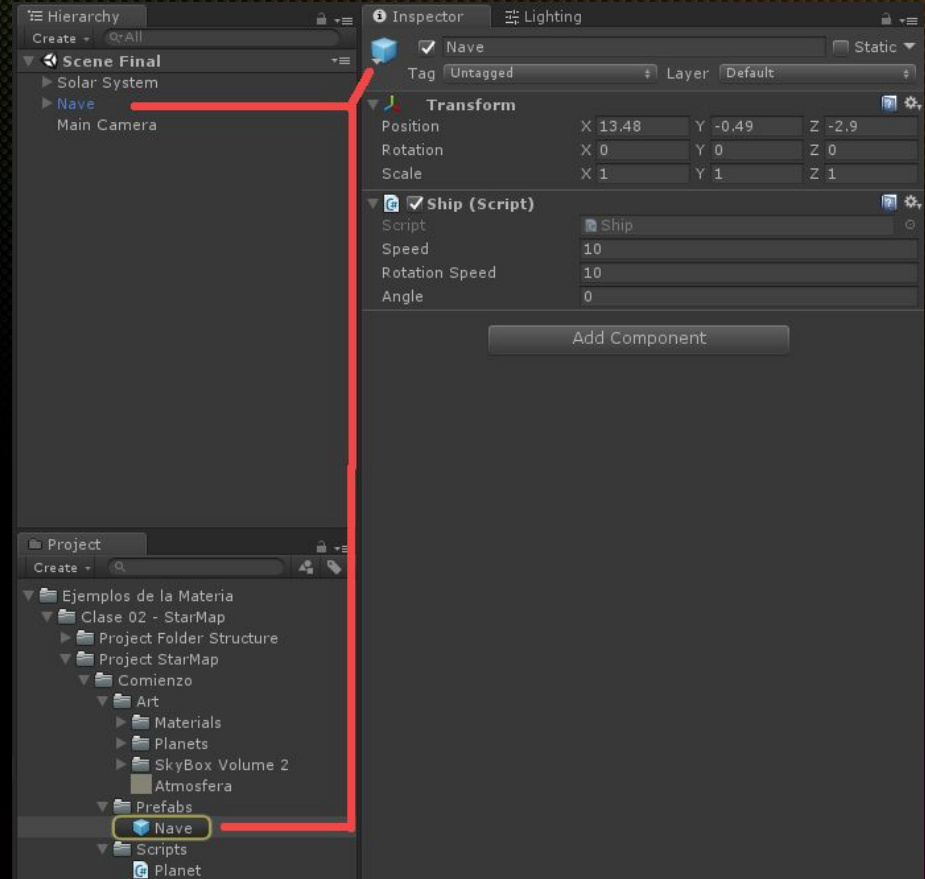 Hierarchy
Create
All
Scene Final
Solar System
Nave
Main Camera
Inspector
Lighting
Nave
Static
Tag Untagged Layer Default
Transform
Position X 13.48 Y -0.49 Z -2.9
Rotation X 0 Y 0 Z 0
Scale X 1 Y 1 Z 1
Ship (Script)
Script Ship
Speed 10
Rotation Speed 10
Angle 0
Add Component
Project
Create
Ejemplos de la Materia
Clase 02 - StarMap
Project Folder Structure
Project StarMap
Comienzo
Art
Materials
Planets
SkyBox Volume 2
Atmosfera
Prefabs
Nave
Scripts
Planet